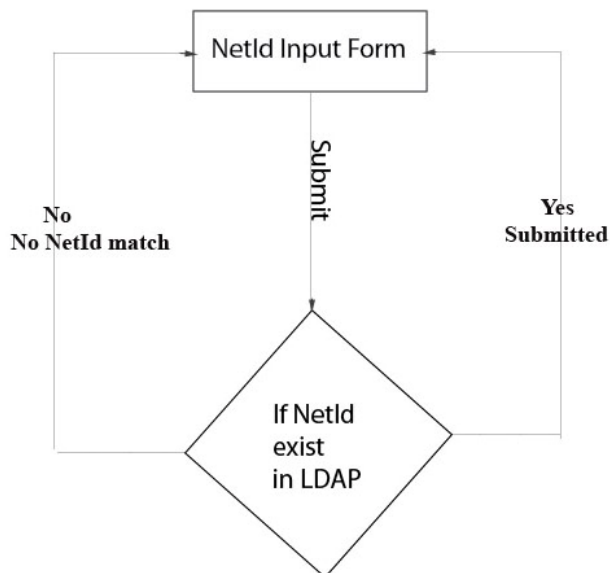 NetId Input Form
Submit
No
No NetId match
Yes
Submitted
If NetId
exist
in LDAP